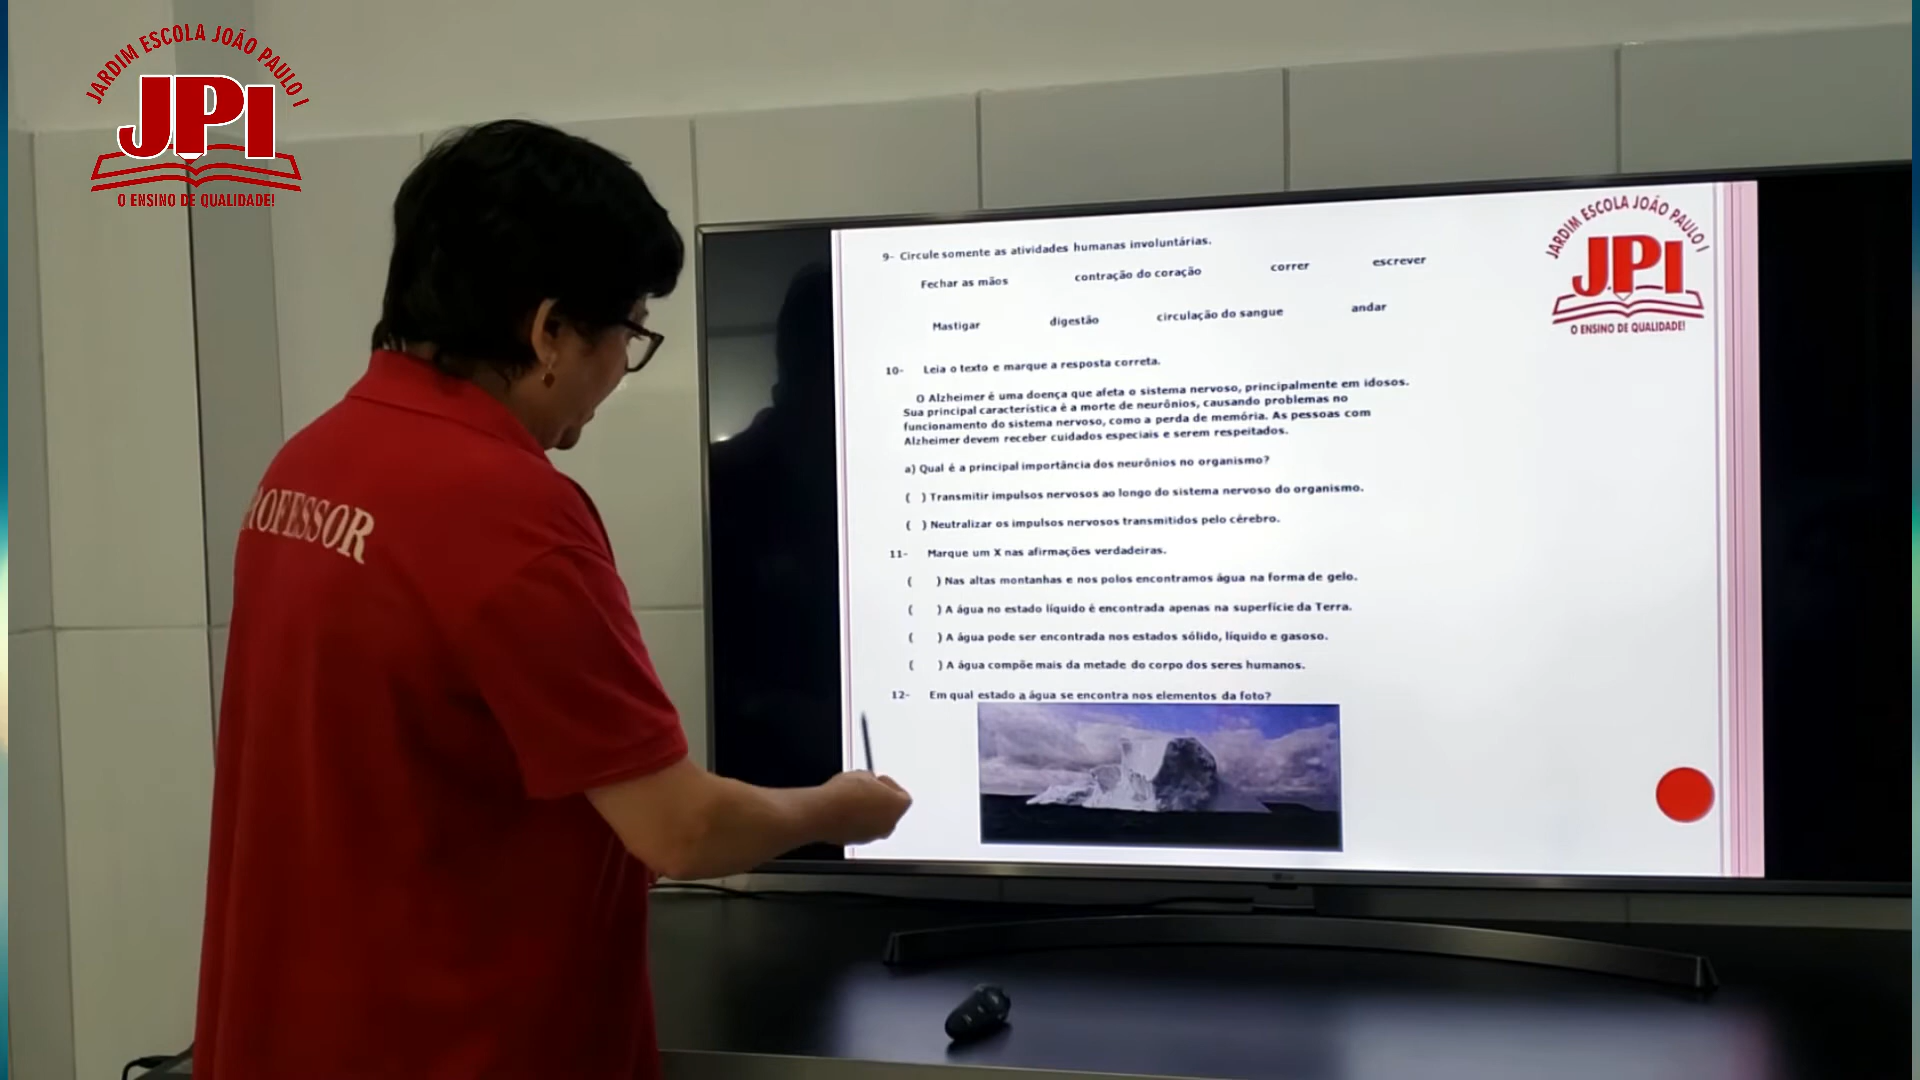 JARDIM ESCOLA JOÃO PAULO I
JPI
O ENSINO DE QUALIDADE!
JARDIM ESCOLA JOÃO PAULO I
JPI
O ENSINO DE QUALIDADE!
9- Circule somente as atividades humanas involuntárias.
Fechar as mãos contração do coração correr escrever
Mastigar digestão circulação do sangue andar
10- Leia o texto e marque a resposta correta.
O Alzheimer é uma doença que afeta o sistema nervoso, principalmente em idosos.
Sua principal característica é a morte de neurônios, causando problemas no
funcionamento do sistema nervoso, como a perda de memória. As pessoas com
Alzheimer devem receber cuidados especiais e serem respeitados.
a) Qual é a principal importância dos neurônios no organismo?
( ) Transmitir impulsos nervosos ao longo do sistema nervoso do organismo.
( ) Neutralizar os impulsos nervosos transmitidos pelo cérebro.
11- Marque um X nas afirmações verdadeiras.
( ) Nas altas montanhas e nos polos encontramos água na forma de gelo.
( ) A água no estado líquido é encontrada apenas na superfície da Terra.
( ) A água pode ser encontrada nos estados sólido, líquido e gasoso.
( ) A água compõe mais da metade do corpo dos seres humanos.
12- Em qual estado a água se encontra nos elementos da foto?
ROFESSOR
LG